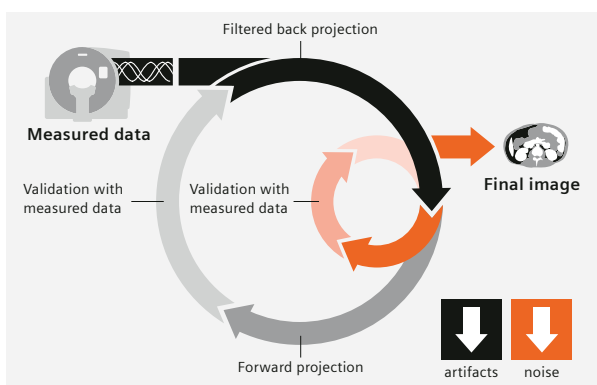 Filtered back projection
Measured data
Validation with
measured data
Validation with
measured data
Final image
Forward projection
artifacts
noise